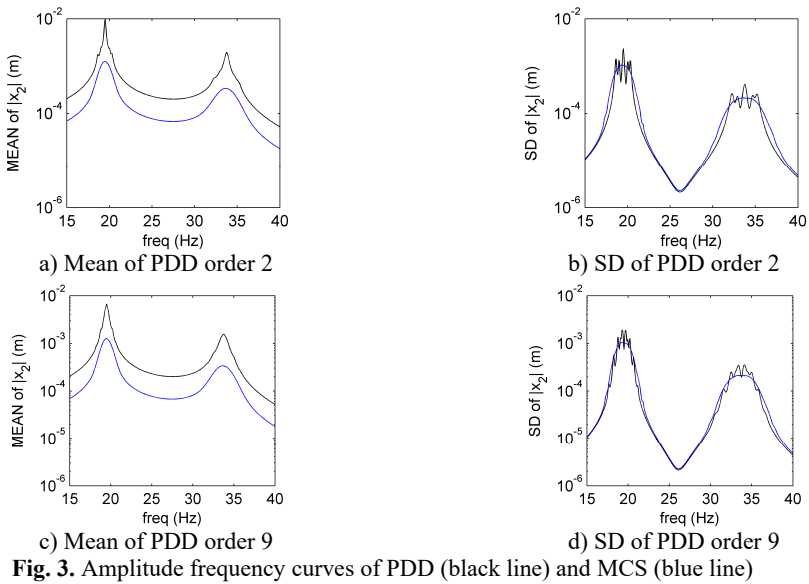 10⁻²
10⁻⁴
10⁻⁶
MEAN of |x₂| (m)
15 20 25 30 35 40
freq (Hz)
a) Mean of PDD order 2
10⁻²
10⁻⁴
10⁻⁶
SD of |x₂| (m)
15 20 25 30 35 40
freq (Hz)
b) SD of PDD order 2
10⁻²
10⁻³
10⁻⁴
10⁻⁵
10⁻⁶
MEAN of |x₂| (m)
15 20 25 30 35 40
freq (Hz)
c) Mean of PDD order 9
10⁻²
10⁻³
10⁻⁴
10⁻⁵
10⁻⁶
SD of |x₂| (m)
15 20 25 30 35 40
freq (Hz)
d) SD of PDD order 9
Fig. 3. Amplitude frequency curves of PDD (black line) and MCS (blue line)